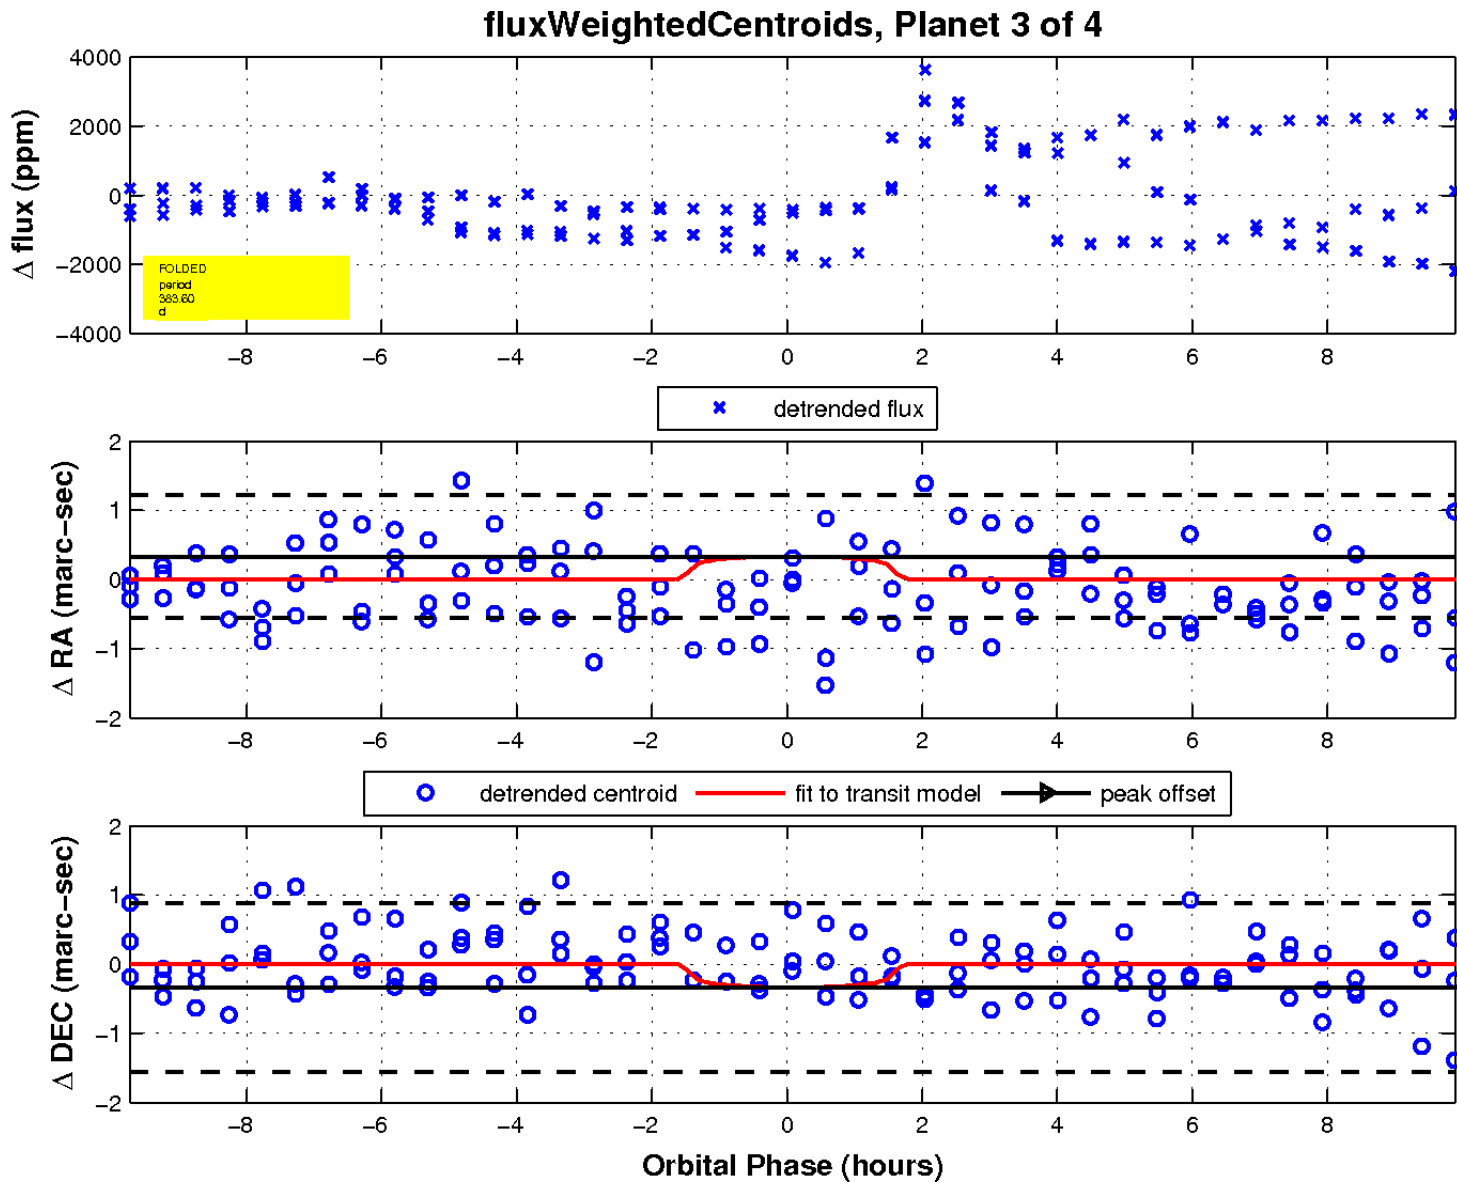 fluxWeightedCentroids, Planet 3 of 4
Δ flux (ppm)
4000
2000
0
−2000
−4000
FOLDED
period
383.60
d
−8 −6 −4 −2 0 2 4 6 8
detrended flux
Δ RA (marc−sec)
2
1
0
−1
−2
−8 −6 −4 −2 0 2 4 6 8
detrended centroid fit to transit model peak offset
Δ DEC (marc−sec)
2
1
0
−1
−2
−8 −6 −4 −2 0 2 4 6 8
Orbital Phase (hours)